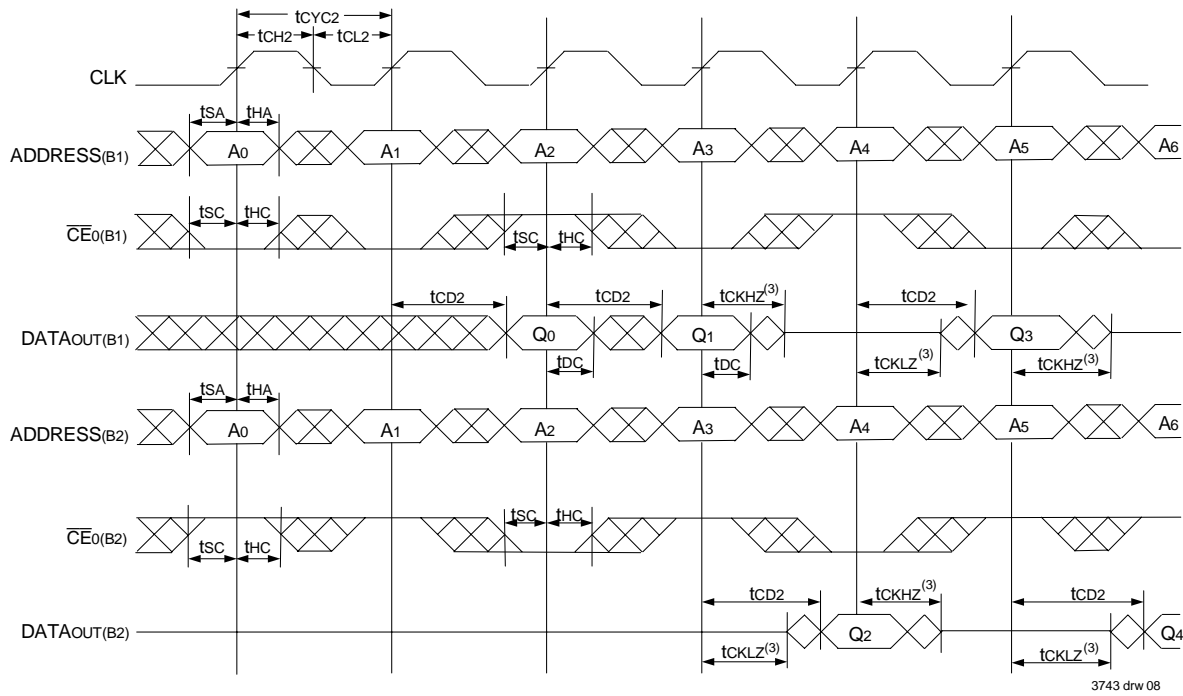 tCYC2
tCH2 tCL2
CLK
tSA tHA
ADDRESS(B1) A0 A1 A2 A3 A4 A5 A6
tSC tHC
CE0(B1) tSC tHC
tCD2 tCD2 tCKHZ(3) tCD2
DATAOUT(B1) Q0 Q1 Q3
tDC tDC tCKLZ(3) tCKHZ(3)
tSA tHA
ADDRESS(B2) A0 A1 A2 A3 A4 A5 A6
tSC tHC
CE0(B2)
tSC tHC
tCD2 tCKHZ(3) tCD2
DATAOUT(B2) Q2 Q4
tCKLZ(3) tCKLZ(3)
3743 drw 08